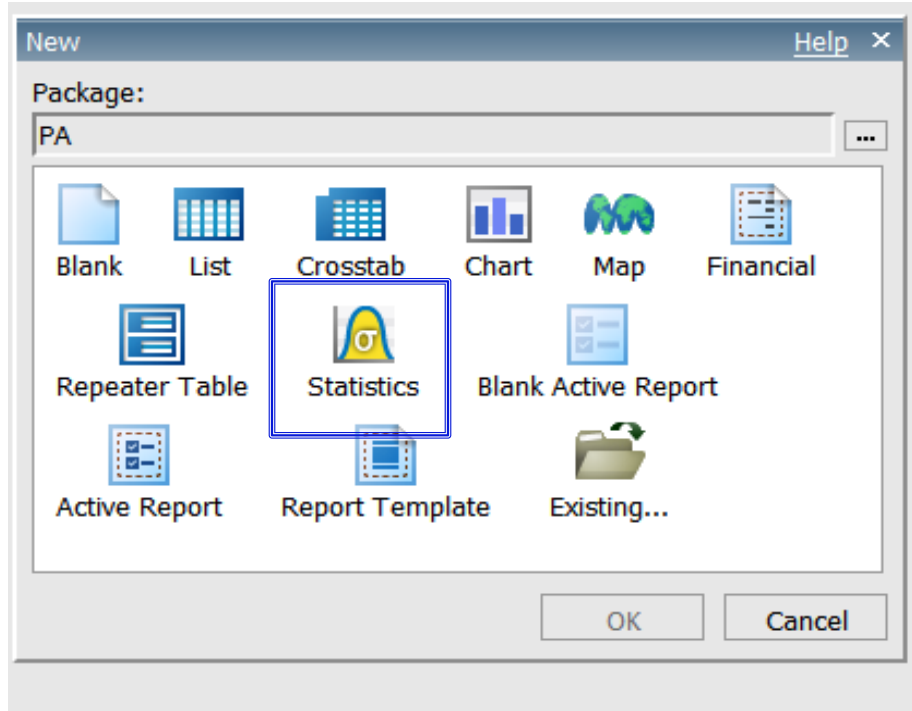 New Help ×
Package:
PA ...
Blank List Crosstab Chart Map Financial
σ
Repeater Table Statistics Blank Active Report
Active Report Report Template Existing...
OK Cancel